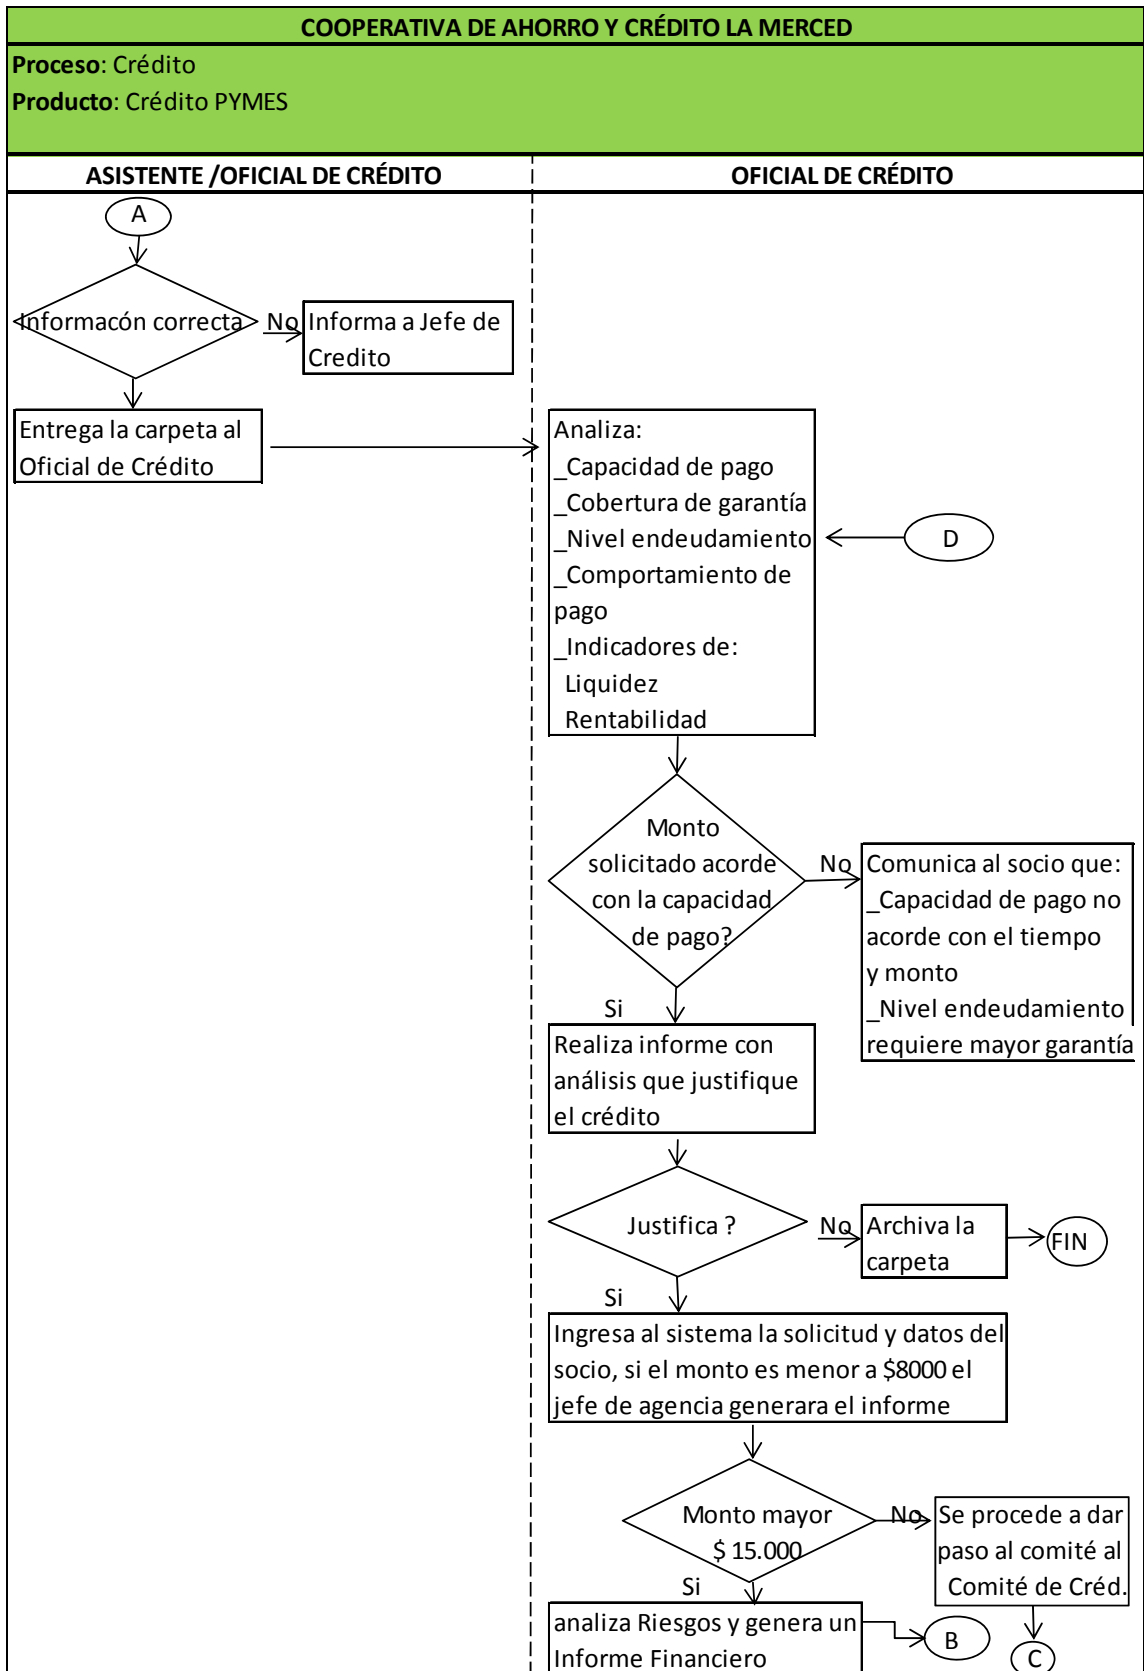 COOPERATIVA DE AHORRO Y CRÉDITO LA MERCED
Proceso: Crédito
Producto: Crédito PYMES
ASISTENTE /OFICIAL DE CRÉDITO
OFICIAL DE CRÉDITO
A
Informacón correcta
No
Informa a Jefe de
Credito
Entrega la carpeta al
Oficial de Crédito
Analiza:
_Capacidad de pago
_Cobertura de garantía
_Nivel endeudamiento
_Comportamiento de
pago
_Indicadores de:
Liquidez
Rentabilidad
D
Monto
solicitado acorde
con la capacidad
de pago?
No
Comunica al socio que:
_Capacidad de pago no
acorde con el tiempo
y monto
_Nivel endeudamiento
requiere mayor garantía
Si
Realiza informe con
análisis que justifique
el crédito
Justifica ?
No
Archiva la
carpeta
FIN
Si
Ingresa al sistema la solicitud y datos del
socio, si el monto es menor a $8000 el
jefe de agencia generara el informe
Monto mayor
$ 15.000
No
Se procede a dar
paso al comité al
Comité de Créd.
Si
analiza Riesgos y genera un
Informe Financiero
B
C